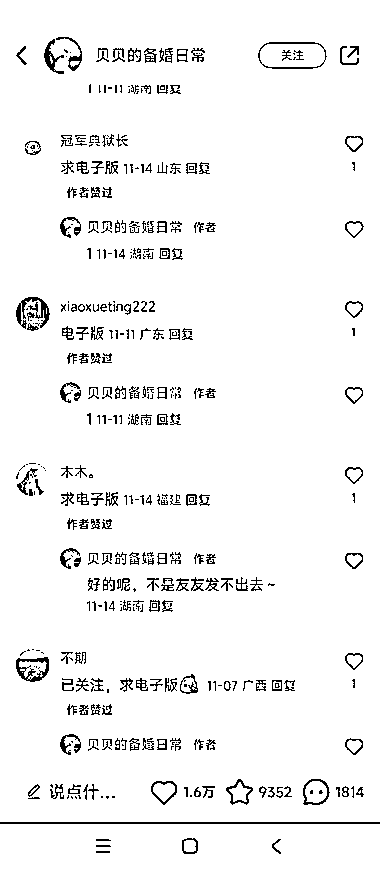 贝贝的备婚日常
关注
1 11-11 湖南 回复
冠军典狱长
求电子版 11-14 山东 回复
1
作者赞过
贝贝的备婚日常 作者
1 11-14 湖南 回复
xiaoxueting222
电子版 11-11 广东 回复
1
作者赞过
贝贝的备婚日常 作者
1 11-11 湖南 回复
木木。
求电子版 11-14 福建 回复
1
作者赞过
贝贝的备婚日常 作者
好的呢，不是友友发不出去~
11-14 湖南 回复
不期
已关注，求电子版 11-07 广西 回复
1
作者赞过
贝贝的备婚日常 作者
说点什... 1.6万 9352 1814